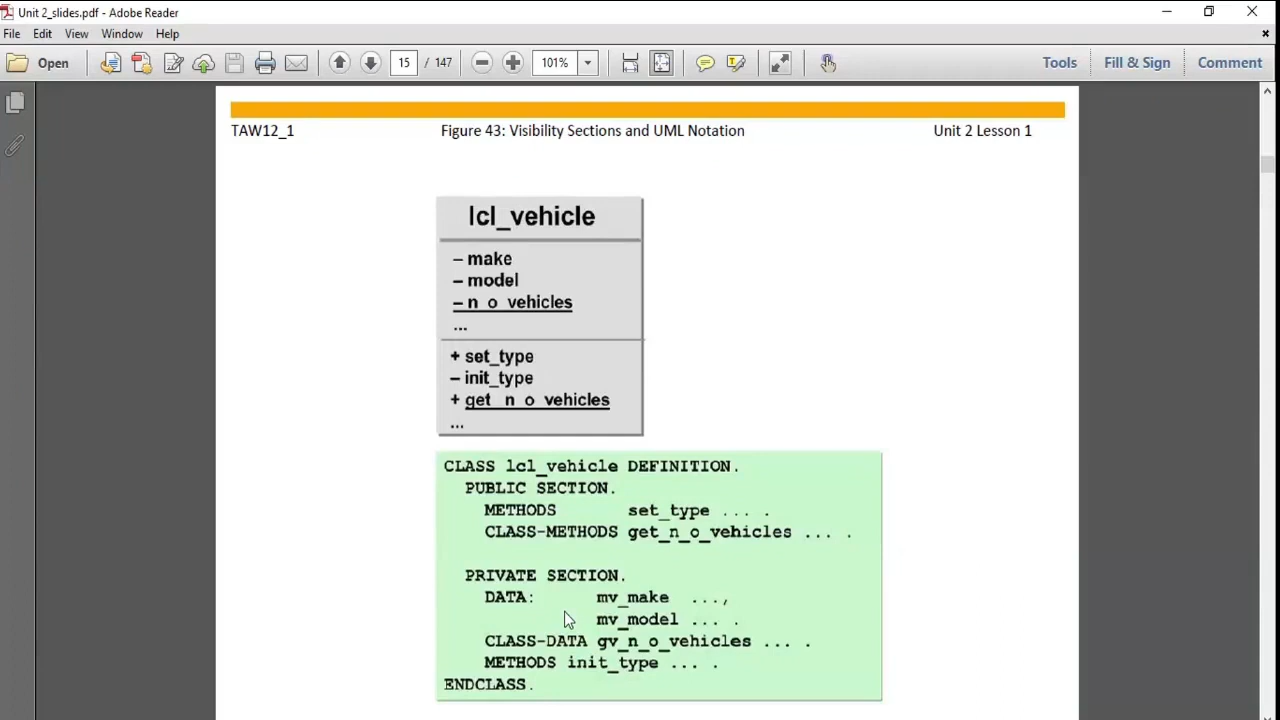 Unit 2_slides.pdf - Adobe Reader
File Edit View Window Help
Open 15 / 147 101% Tools Fill & Sign Comment
TAW12_1 Figure 43: Visibility Sections and UML Notation Unit 2 Lesson 1
lcl_vehicle
– make
– model
– n_o_vehicles
...
+ set_type
– init_type
+ get_n_o_vehicles
...
CLASS lcl_vehicle DEFINITION.
PUBLIC SECTION.
METHODS set_type ... .
CLASS-METHODS get_n_o_vehicles ... .
PRIVATE SECTION.
DATA: mv_make ...,
mv_model ... .
CLASS-DATA gv_n_o_vehicles ... .
METHODS init_type ... .
ENDCLASS.